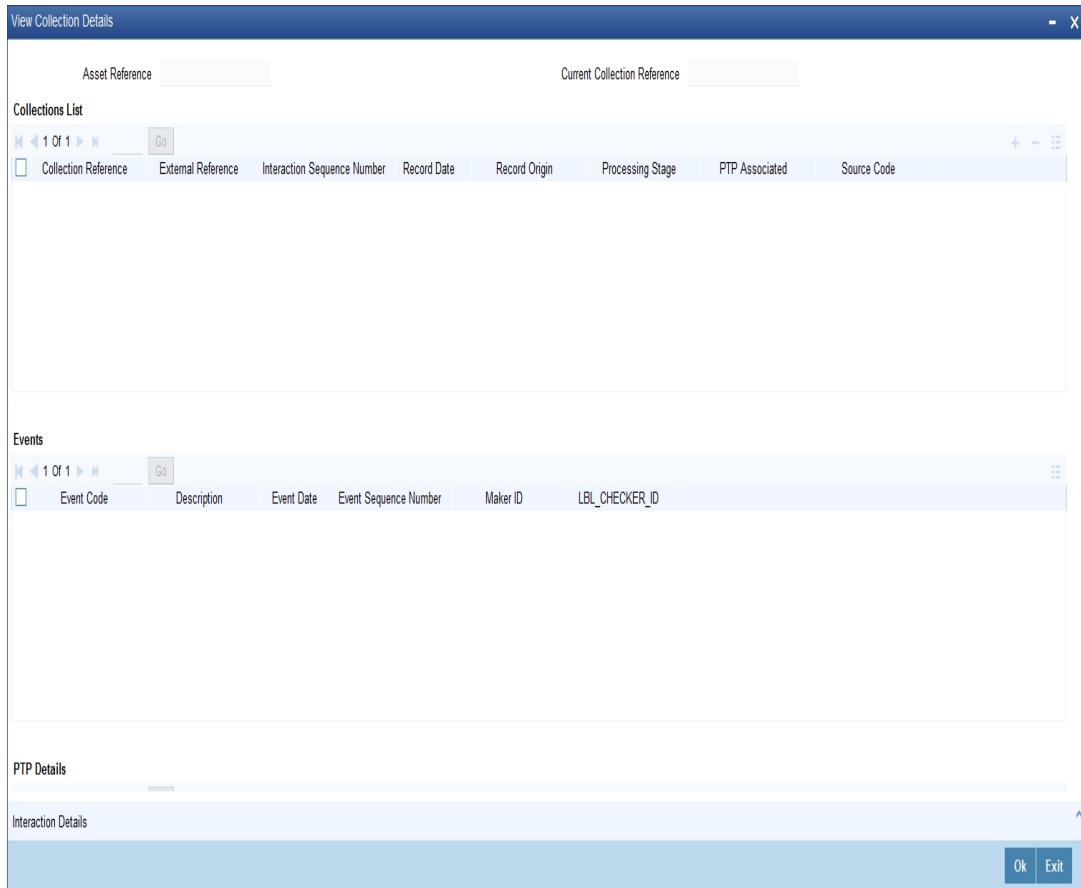 View Collection Details
Asset Reference Current Collection Reference
Collections List
1 Of 1 Go
Collection Reference External Reference Interaction Sequence Number Record Date Record Origin Processing Stage PTP Associated Source Code
Events
1 Of 1 Go
Event Code Description Event Date Event Sequence Number Maker ID LBL_CHECKER_ID
PTP Details
Interaction Details
Ok Exit